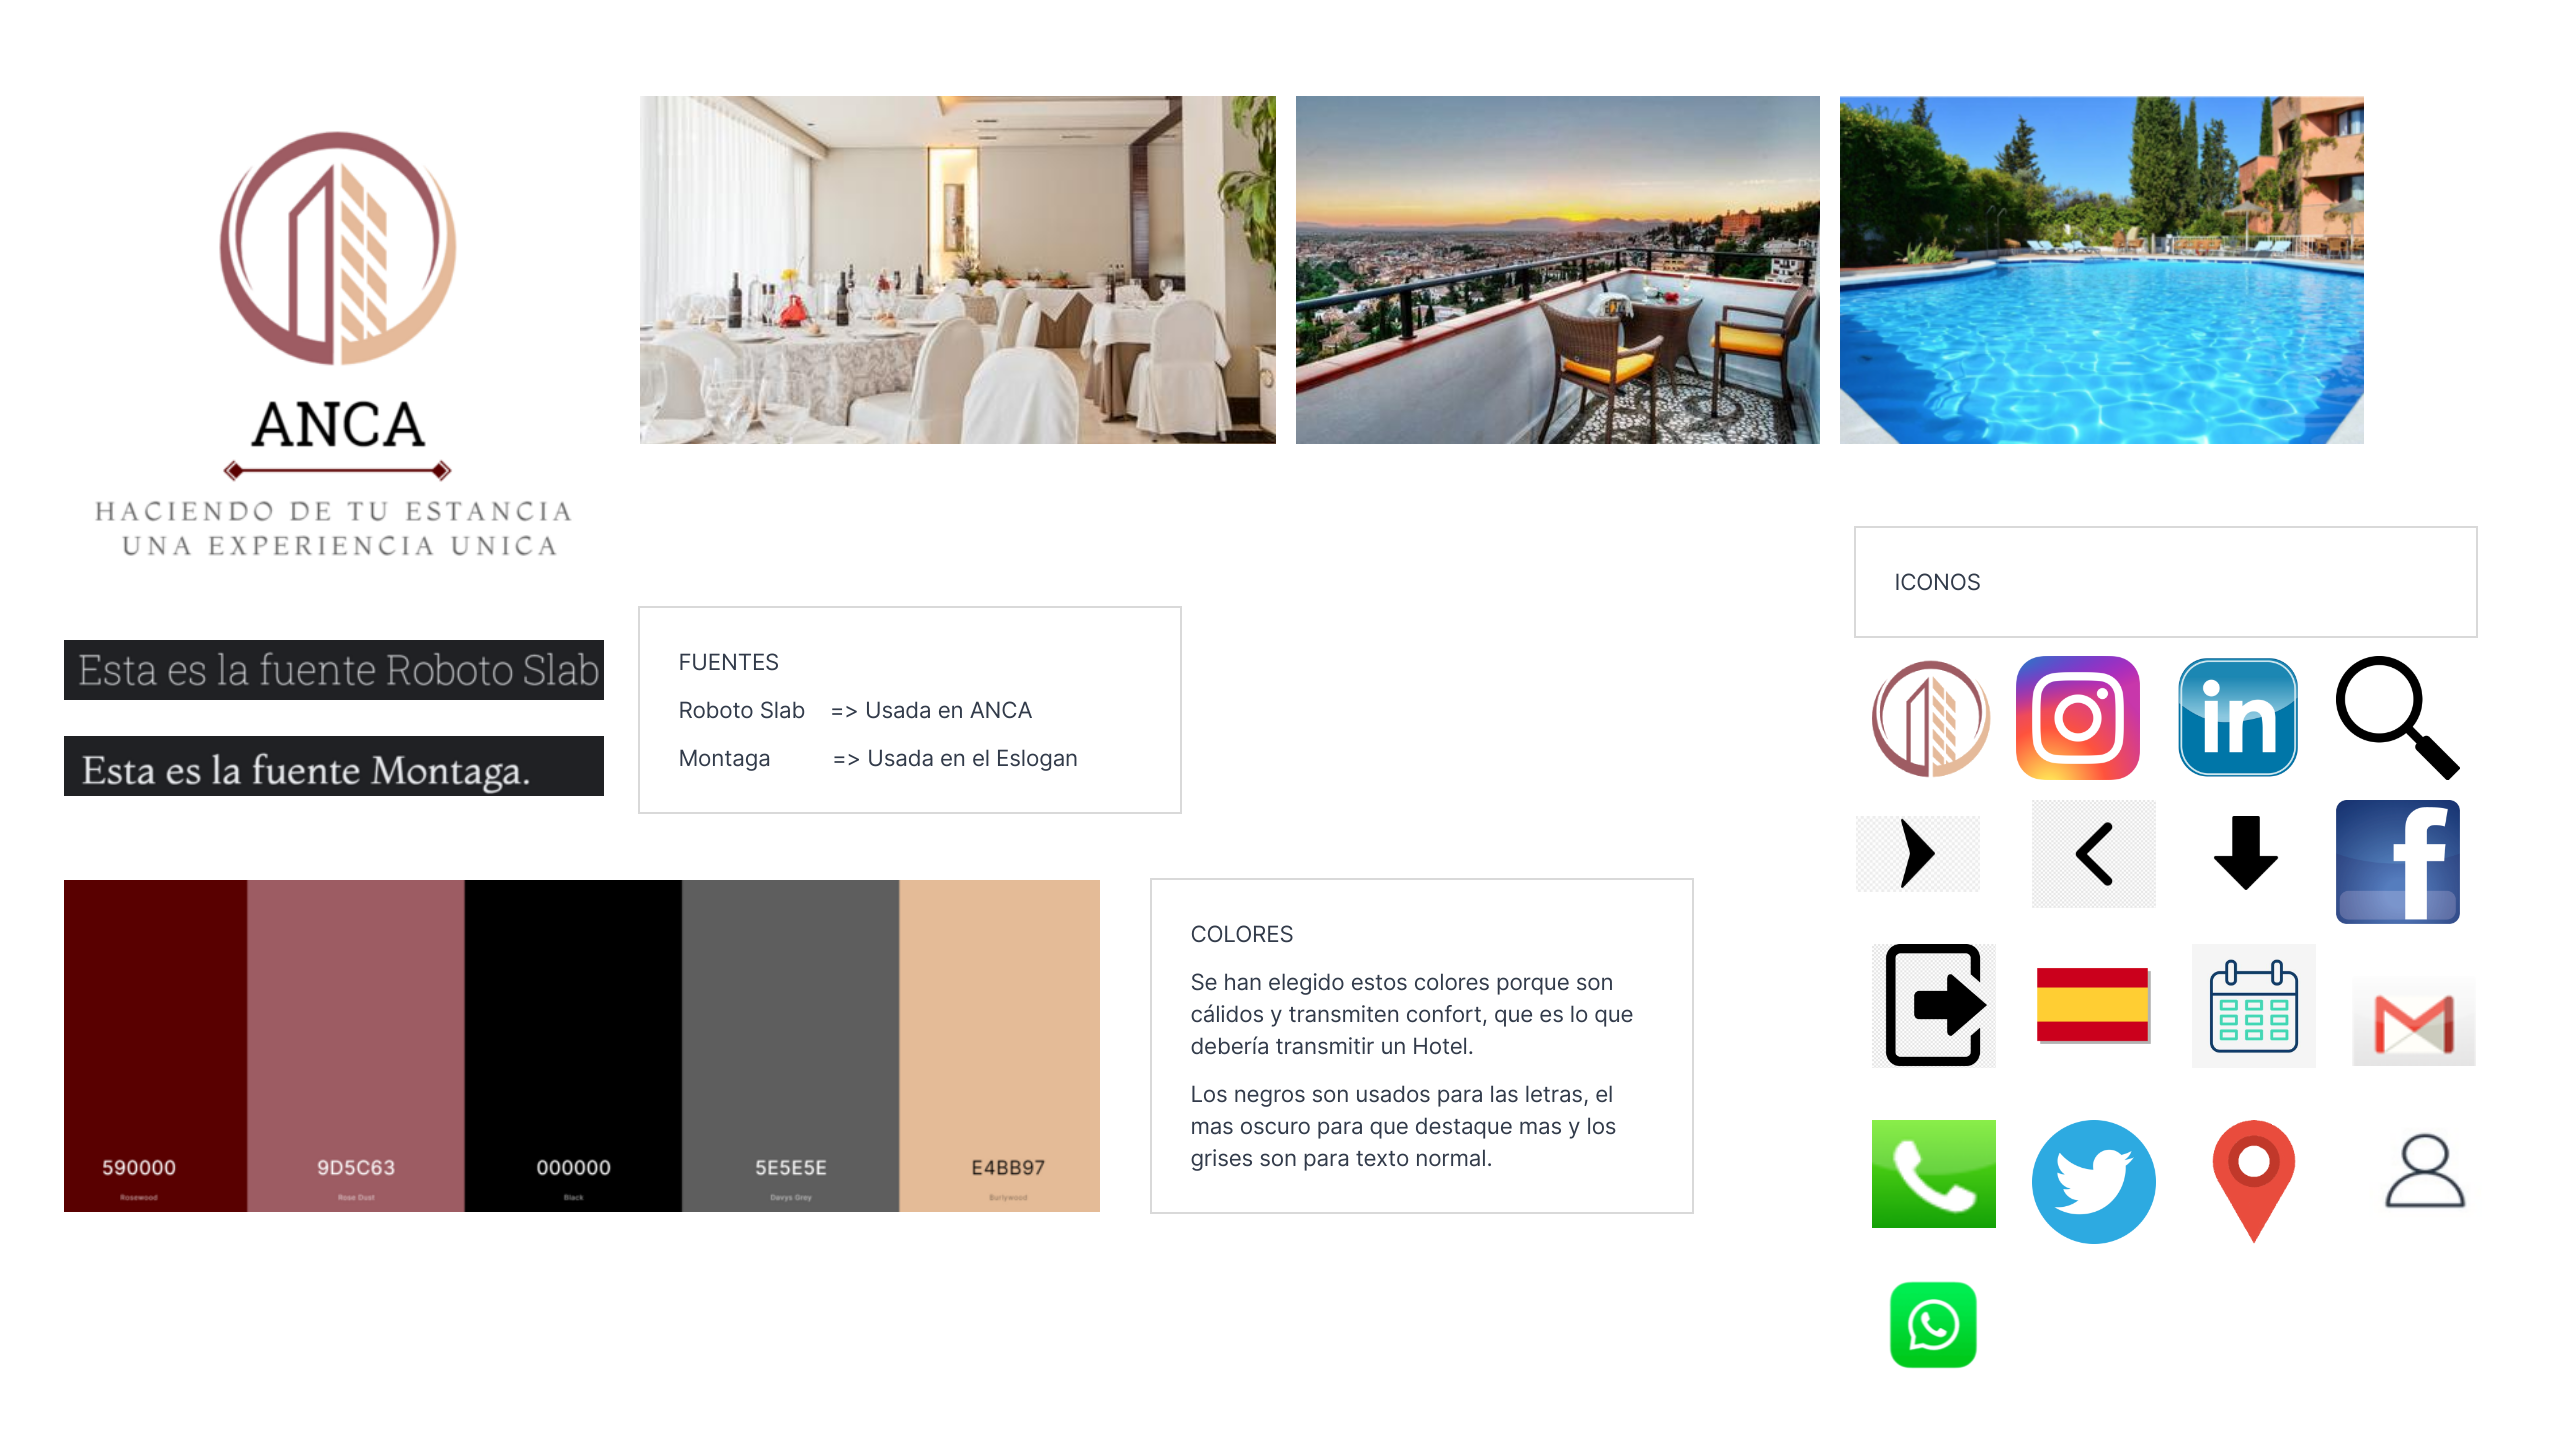 ANCA
HACIENDO DE TU ESTANCIA
UNA EXPERIENCIA UNICA
Esta es la fuente Roboto Slab
Esta es la fuente Montaga.
FUENTES
Roboto Slab => Usada en ANCA
Montaga => Usada en el Eslogan
590000
Rosewood
9D5C63
Rose Dust
000000
Black
5E5E5E
Davys Grey
E4BB97
Burlywood
COLORES
Se han elegido estos colores porque son
cálidos y transmiten confort, que es lo que
debería transmitir un Hotel.
Los negros son usados para las letras, el
mas oscuro para que destaque mas y los
grises son para texto normal.
ICONOS
in
f